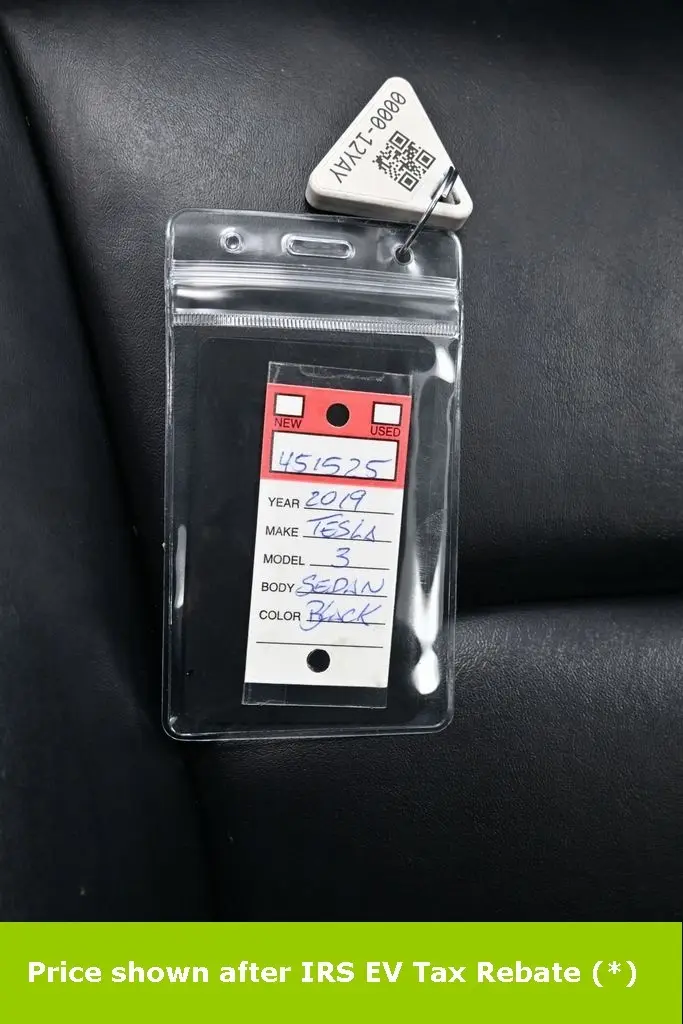 0000-12YAY
NEW USED
451525
YEAR 2019
MAKE TESLA
MODEL 3
BODY SEDAN
COLOR BLACK
Price shown after IRS EV Tax Rebate (*)